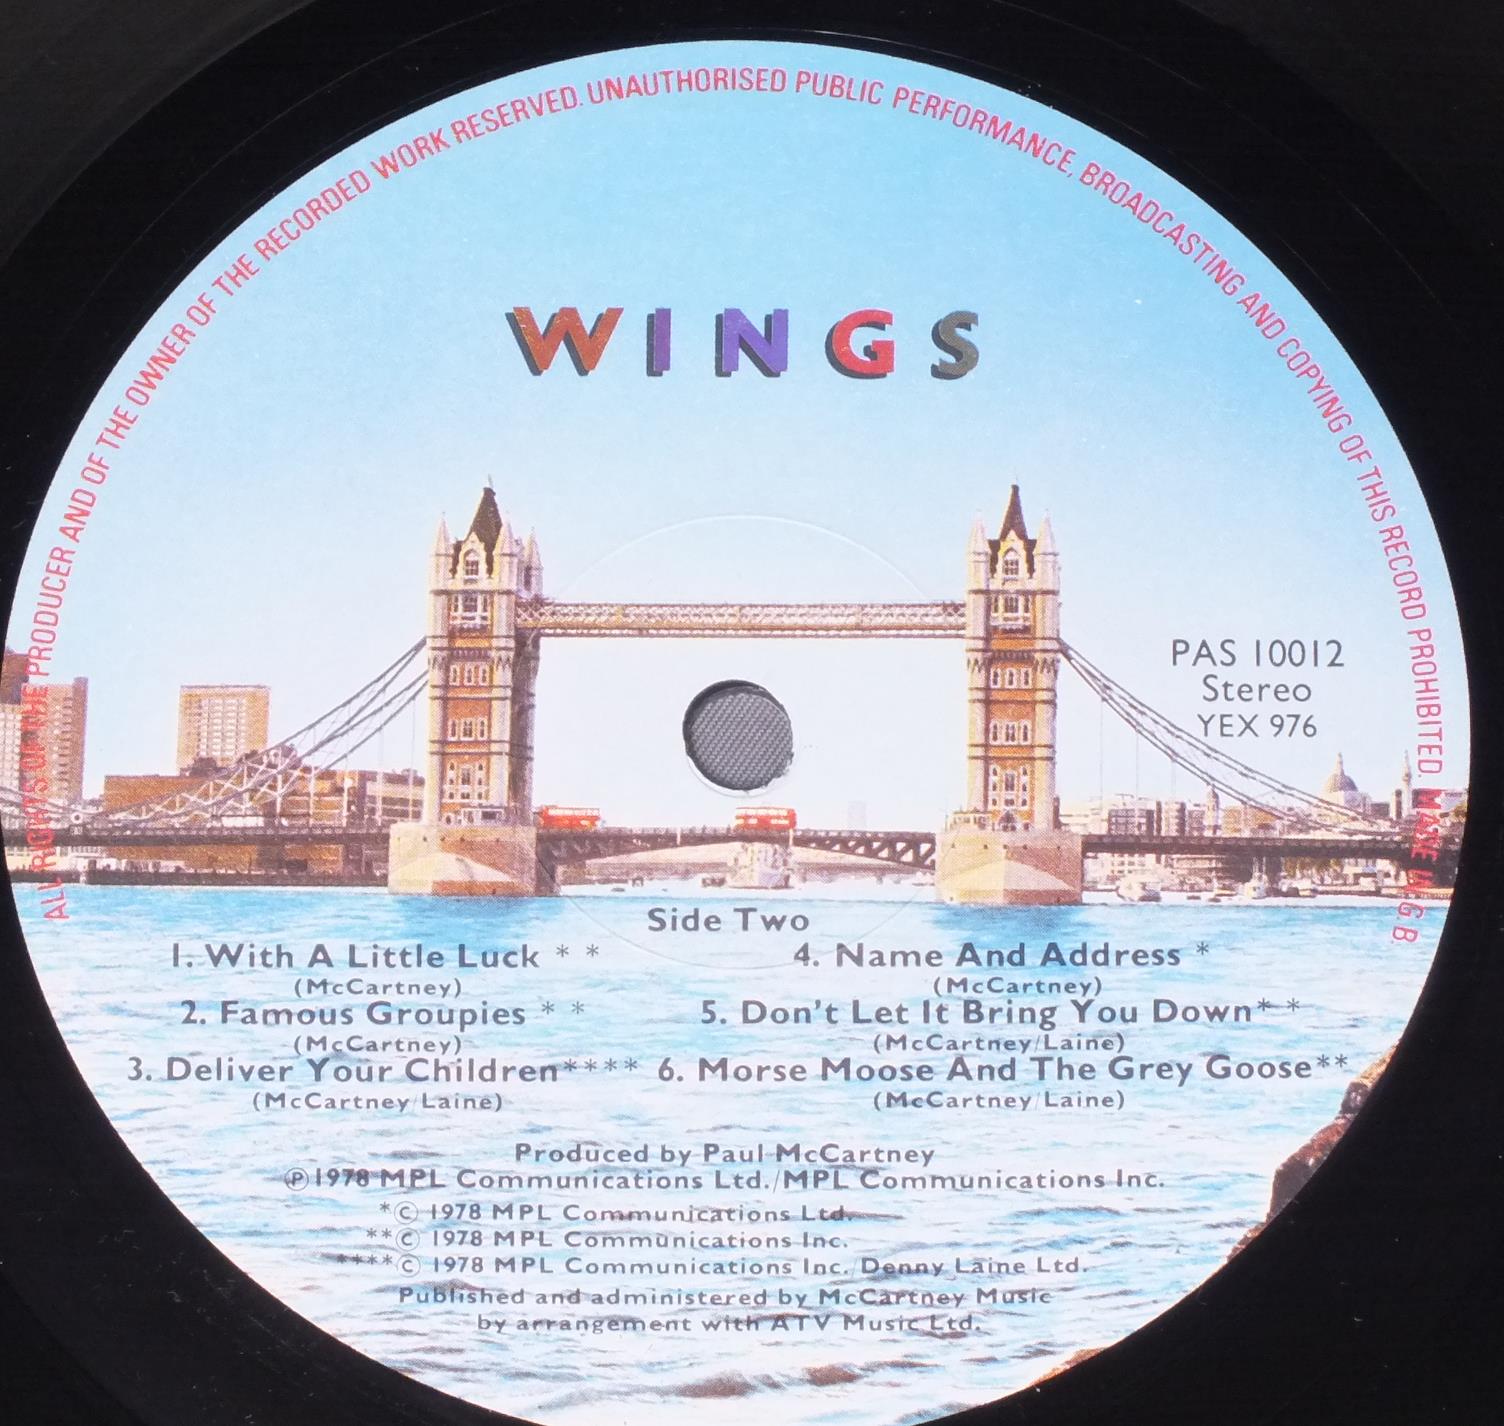 ALL RIGHTS OF THE PRODUCER AND OF THE OWNER OF THE RECORDED WORK RESERVED. UNAUTHORISED PUBLIC PERFORMANCE, BROADCASTING AND COPYING OF THIS RECORD PROHIBITED. MADE IN G.B.
WINGS
PAS 10012
Stereo
YEX 976
Side Two
1. With A Little Luck * *
(McCartney)
2. Famous Groupies * *
(McCartney)
3. Deliver Your Children****
(McCartney/Laine)
4. Name And Address *
(McCartney)
5. Don't Let It Bring You Down**
(McCartney/Laine)
6. Morse Moose And The Grey Goose**
(McCartney/Laine)
Produced by Paul McCartney
℗1978 MPL Communications Ltd./MPL Communications Inc.
*© 1978 MPL Communications Ltd.
**© 1978 MPL Communications Inc.
****© 1978 MPL Communications Inc./Denny Laine Ltd.
Published and administered by McCartney Music
by arrangement with ATV Music Ltd.